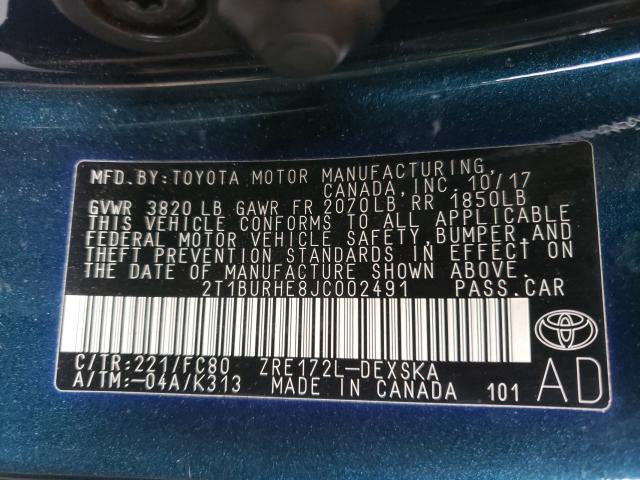 MFD. BY: TOYOTA MOTOR MANUFACTURING,
CANADA, INC. 10/17
GVWR 3820 LB GAWR FR 2070LB RR 1850LB
THIS VEHICLE CONFORMS TO ALL APPLICABLE
FEDERAL MOTOR VEHICLE SAFETY, BUMPER, AND
THEFT PREVENTION STANDARDS IN EFFECT ON
THE DATE OF MANUFACTURE SHOWN ABOVE.
2T1BURHE8JC002491 PASS. CAR
C/TR: 221/FC80 ZRE172L-DEXSKA
A/TM: -04A/K313 MADE IN CANADA 101
AD